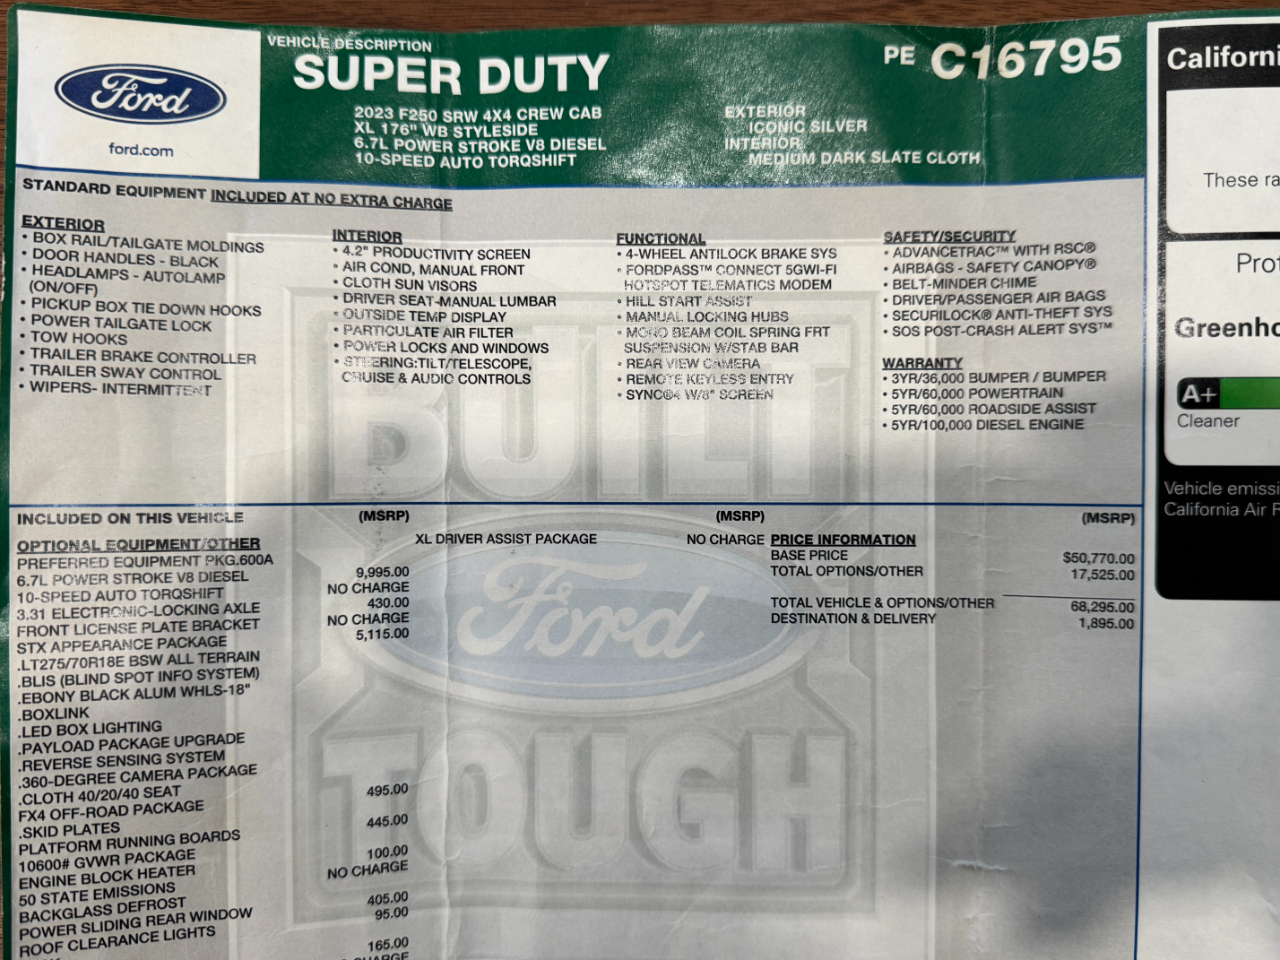 Ford
ford.com
VEHICLE DESCRIPTION
SUPER DUTY
2023 F250 SRW 4X4 CREW CAB
XL 176" WB STYLESIDE
6.7L POWER STROKE V8 DIESEL
10-SPEED AUTO TORQSHIFT
EXTERIOR
ICONIC SILVER
INTERIOR
MEDIUM DARK SLATE CLOTH
PE C16795
STANDARD EQUIPMENT INCLUDED AT NO EXTRA CHARGE
EXTERIOR
• BOX RAIL/TAILGATE MOLDINGS
• DOOR HANDLES - BLACK
• HEADLAMPS - AUTOLAMP
(ON/OFF)
• PICKUP BOX TIE DOWN HOOKS
• POWER TAILGATE LOCK
• TOW HOOKS
• TRAILER BRAKE CONTROLLER
• TRAILER SWAY CONTROL
• WIPERS- INTERMITTENT
INTERIOR
• 4.2" PRODUCTIVITY SCREEN
• AIR COND, MANUAL FRONT
• CLOTH SUN VISORS
• DRIVER SEAT-MANUAL LUMBAR
• OUTSIDE TEMP DISPLAY
• PARTICULATE AIR FILTER
• POWER LOCKS AND WINDOWS
• STEERING:TILT/TELESCOPE,
CRUISE & AUDIO CONTROLS
FUNCTIONAL
• 4-WHEEL ANTILOCK BRAKE SYS
• FORDPASS™ CONNECT 5GWI-FI
HOTSPOT TELEMATICS MODEM
• HILL START ASSIST
• MANUAL LOCKING HUBS
• MONO BEAM COIL SPRING FRT
SUSPENSION W/STAB BAR
• REAR VIEW CAMERA
• REMOTE KEYLESS ENTRY
• SYNC®4 W/8" SCREEN
SAFETY/SECURITY
• ADVANCETRAC™ WITH RSC®
• AIRBAGS - SAFETY CANOPY®
• BELT-MINDER CHIME
• DRIVER/PASSENGER AIR BAGS
• SECURILOCK® ANTI-THEFT SYS
• SOS POST-CRASH ALERT SYS™
WARRANTY
• 3YR/36,000 BUMPER / BUMPER
• 5YR/60,000 POWERTRAIN
• 5YR/60,000 ROADSIDE ASSIST
• 5YR/100,000 DIESEL ENGINE
INCLUDED ON THIS VEHICLE (MSRP)
OPTIONAL EQUIPMENT/OTHER
PREFERRED EQUIPMENT PKG.600A
6.7L POWER STROKE V8 DIESEL 9,995.00
10-SPEED AUTO TORQSHIFT NO CHARGE
3.31 ELECTRONIC-LOCKING AXLE 430.00
FRONT LICENSE PLATE BRACKET NO CHARGE
STX APPEARANCE PACKAGE 5,115.00
.LT275/70R18E BSW ALL TERRAIN
.BLIS (BLIND SPOT INFO SYSTEM)
.EBONY BLACK ALUM WHLS-18"
.BOXLINK
.LED BOX LIGHTING
.PAYLOAD PACKAGE UPGRADE
.REVERSE SENSING SYSTEM
.360-DEGREE CAMERA PACKAGE
.CLOTH 40/20/40 SEAT
FX4 OFF-ROAD PACKAGE 495.00
.SKID PLATES
PLATFORM RUNNING BOARDS 445.00
10600# GVWR PACKAGE
ENGINE BLOCK HEATER 100.00
50 STATE EMISSIONS NO CHARGE
BACKGLASS DEFROST
POWER SLIDING REAR WINDOW 405.00
ROOF CLEARANCE LIGHTS 95.00
165.00
(MSRP)
XL DRIVER ASSIST PACKAGE NO CHARGE
(MSRP)
PRICE INFORMATION
BASE PRICE $50,770.00
TOTAL OPTIONS/OTHER 17,525.00
TOTAL VEHICLE & OPTIONS/OTHER 68,295.00
DESTINATION & DELIVERY 1,895.00
BUILT
Ford
TOUGH
Californi
These ra
Prot
Greenho
A+
Cleaner
Vehicle emissi
California Air R